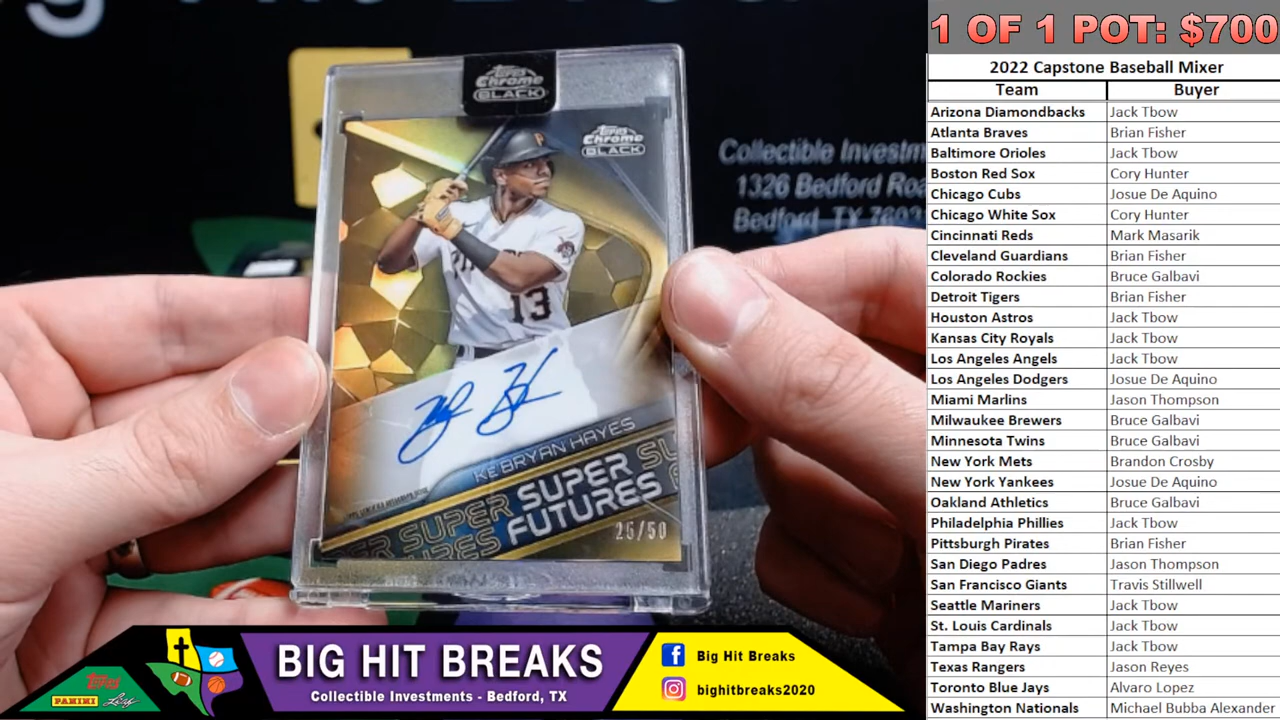 1 OF 1 POT: $700
2022 Capstone Baseball Mixer
Team Buyer
Arizona Diamondbacks Jack Tbow
Atlanta Braves Brian Fisher
Baltimore Orioles Jack Tbow
Boston Red Sox Cory Hunter
Chicago Cubs Josue De Aquino
Chicago White Sox Cory Hunter
Cincinnati Reds Mark Masarik
Cleveland Guardians Brian Fisher
Colorado Rockies Bruce Galbavi
Detroit Tigers Brian Fisher
Houston Astros Jack Tbow
Kansas City Royals Jack Tbow
Los Angeles Angels Jack Tbow
Los Angeles Dodgers Josue De Aquino
Miami Marlins Jason Thompson
Milwaukee Brewers Bruce Galbavi
Minnesota Twins Bruce Galbavi
New York Mets Brandon Crosby
New York Yankees Josue De Aquino
Oakland Athletics Bruce Galbavi
Philadelphia Phillies Jack Tbow
Pittsburgh Pirates Brian Fisher
San Diego Padres Jason Thompson
San Francisco Giants Travis Stillwell
Seattle Mariners Jack Tbow
St. Louis Cardinals Jack Tbow
Tampa Bay Rays Jack Tbow
Texas Rangers Jason Reyes
Toronto Blue Jays Alvaro Lopez
Washington Nationals Michael Bubba Alexander
Collectible
1326 Bedford
Bedford, TX
Topps
Chrome
BLACK
Topps
Chrome
BLACK
P
13
KE'BRYAN HAYES
SUPER SUPER SU
FUTURES FUTURES
25/50
BIG HIT BREAKS
Collectible Investments - Bedford, TX
Big Hit Breaks
bighitbreaks2020
Topps
PANINI
Leaf